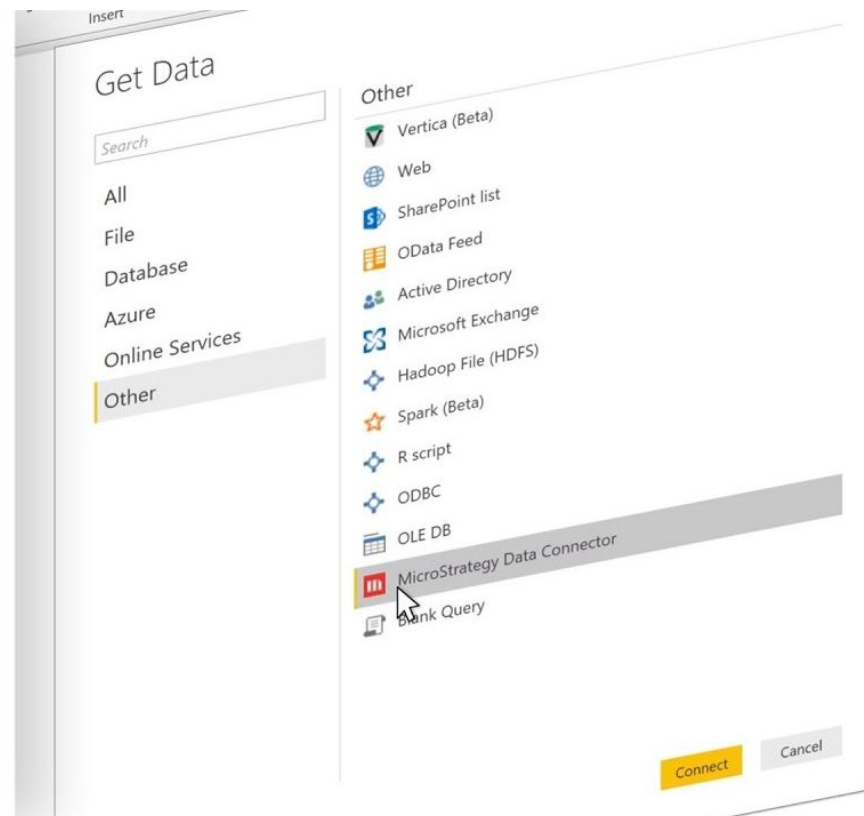 Insert
Get Data
Search
All
File
Database
Azure
Online Services
Other
Other
Vertica (Beta)
Web
SharePoint list
OData Feed
Active Directory
Microsoft Exchange
Hadoop File (HDFS)
Spark (Beta)
R script
ODBC
OLE DB
MicroStrategy Data Connector
Blank Query
Connect
Cancel